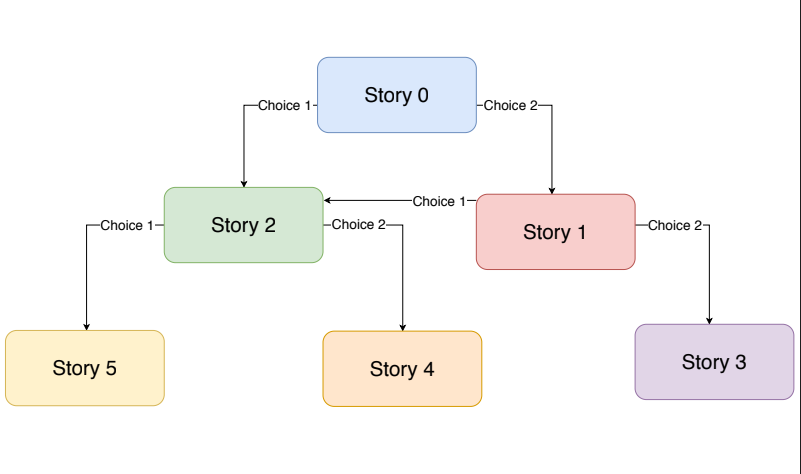 Story 0
Choice 1
Choice 2
Story 2
Choice 1
Story 1
Choice 1
Choice 2
Choice 2
Story 5
Story 4
Story 3